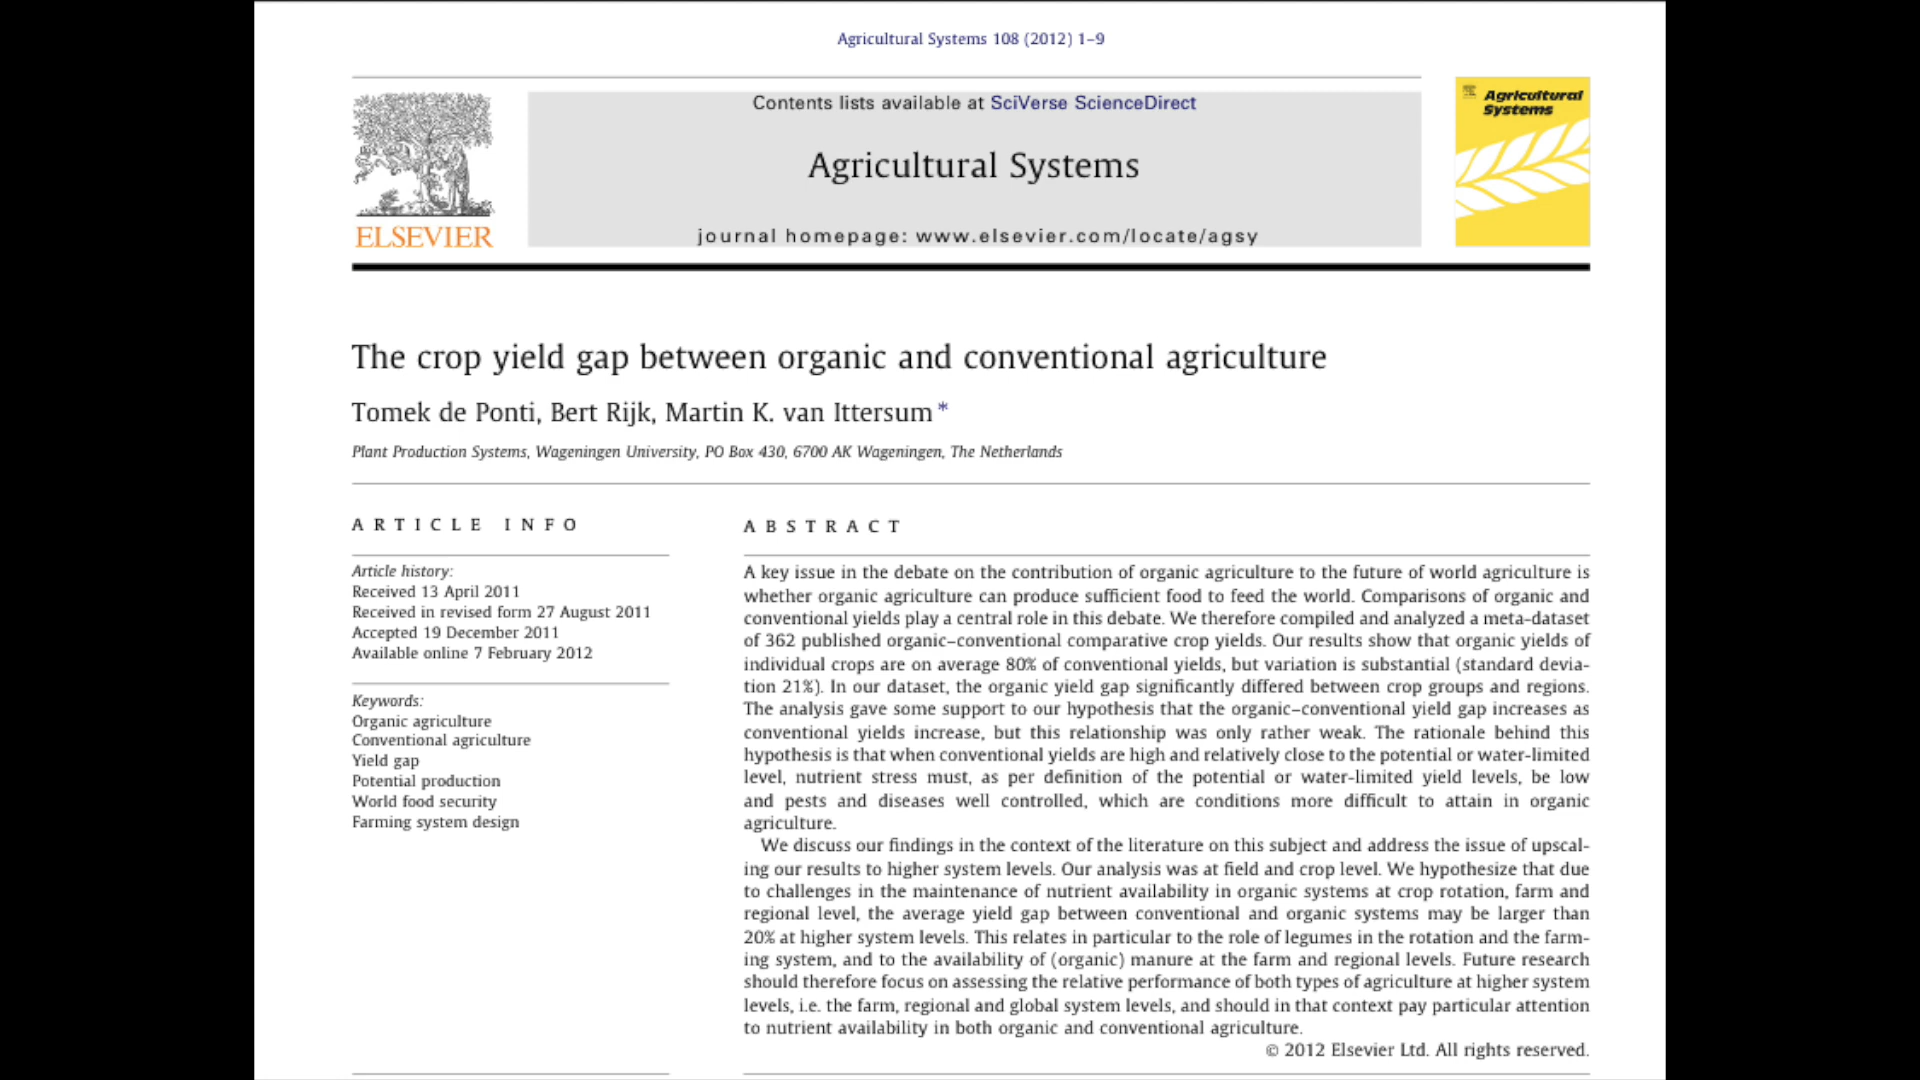 Agricultural Systems 108 (2012) 1–9
Contents lists available at SciVerse ScienceDirect
Agricultural Systems
journal homepage: www.elsevier.com/locate/agsy
ELSEVIER
Agricultural
Systems
The crop yield gap between organic and conventional agriculture
Tomek de Ponti, Bert Rijk, Martin K. van Ittersum *
Plant Production Systems, Wageningen University, PO Box 430, 6700 AK Wageningen, The Netherlands
ARTICLE INFO
Article history:
Received 13 April 2011
Received in revised form 27 August 2011
Accepted 19 December 2011
Available online 7 February 2012
Keywords:
Organic agriculture
Conventional agriculture
Yield gap
Potential production
World food security
Farming system design
ABSTRACT
A key issue in the debate on the contribution of organic agriculture to the future of world agriculture is
whether organic agriculture can produce sufficient food to feed the world. Comparisons of organic and
conventional yields play a central role in this debate. We therefore compiled and analyzed a meta-dataset
of 362 published organic–conventional comparative crop yields. Our results show that organic yields of
individual crops are on average 80% of conventional yields, but variation is substantial (standard devia-
tion 21%). In our dataset, the organic yield gap significantly differed between crop groups and regions.
The analysis gave some support to our hypothesis that the organic–conventional yield gap increases as
conventional yields increase, but this relationship was only rather weak. The rationale behind this
hypothesis is that when conventional yields are high and relatively close to the potential or water-limited
level, nutrient stress must, as per definition of the potential or water-limited yield levels, be low
and pests and diseases well controlled, which are conditions more difficult to attain in organic
agriculture.
We discuss our findings in the context of the literature on this subject and address the issue of upscal-
ing our results to higher system levels. Our analysis was at field and crop level. We hypothesize that due
to challenges in the maintenance of nutrient availability in organic systems at crop rotation, farm and
regional level, the average yield gap between conventional and organic systems may be larger than
20% at higher system levels. This relates in particular to the role of legumes in the rotation and the farm-
ing system, and to the availability of (organic) manure at the farm and regional levels. Future research
should therefore focus on assessing the relative performance of both types of agriculture at higher system
levels, i.e. the farm, regional and global system levels, and should in that context pay particular attention
to nutrient availability in both organic and conventional agriculture.
© 2012 Elsevier Ltd. All rights reserved.